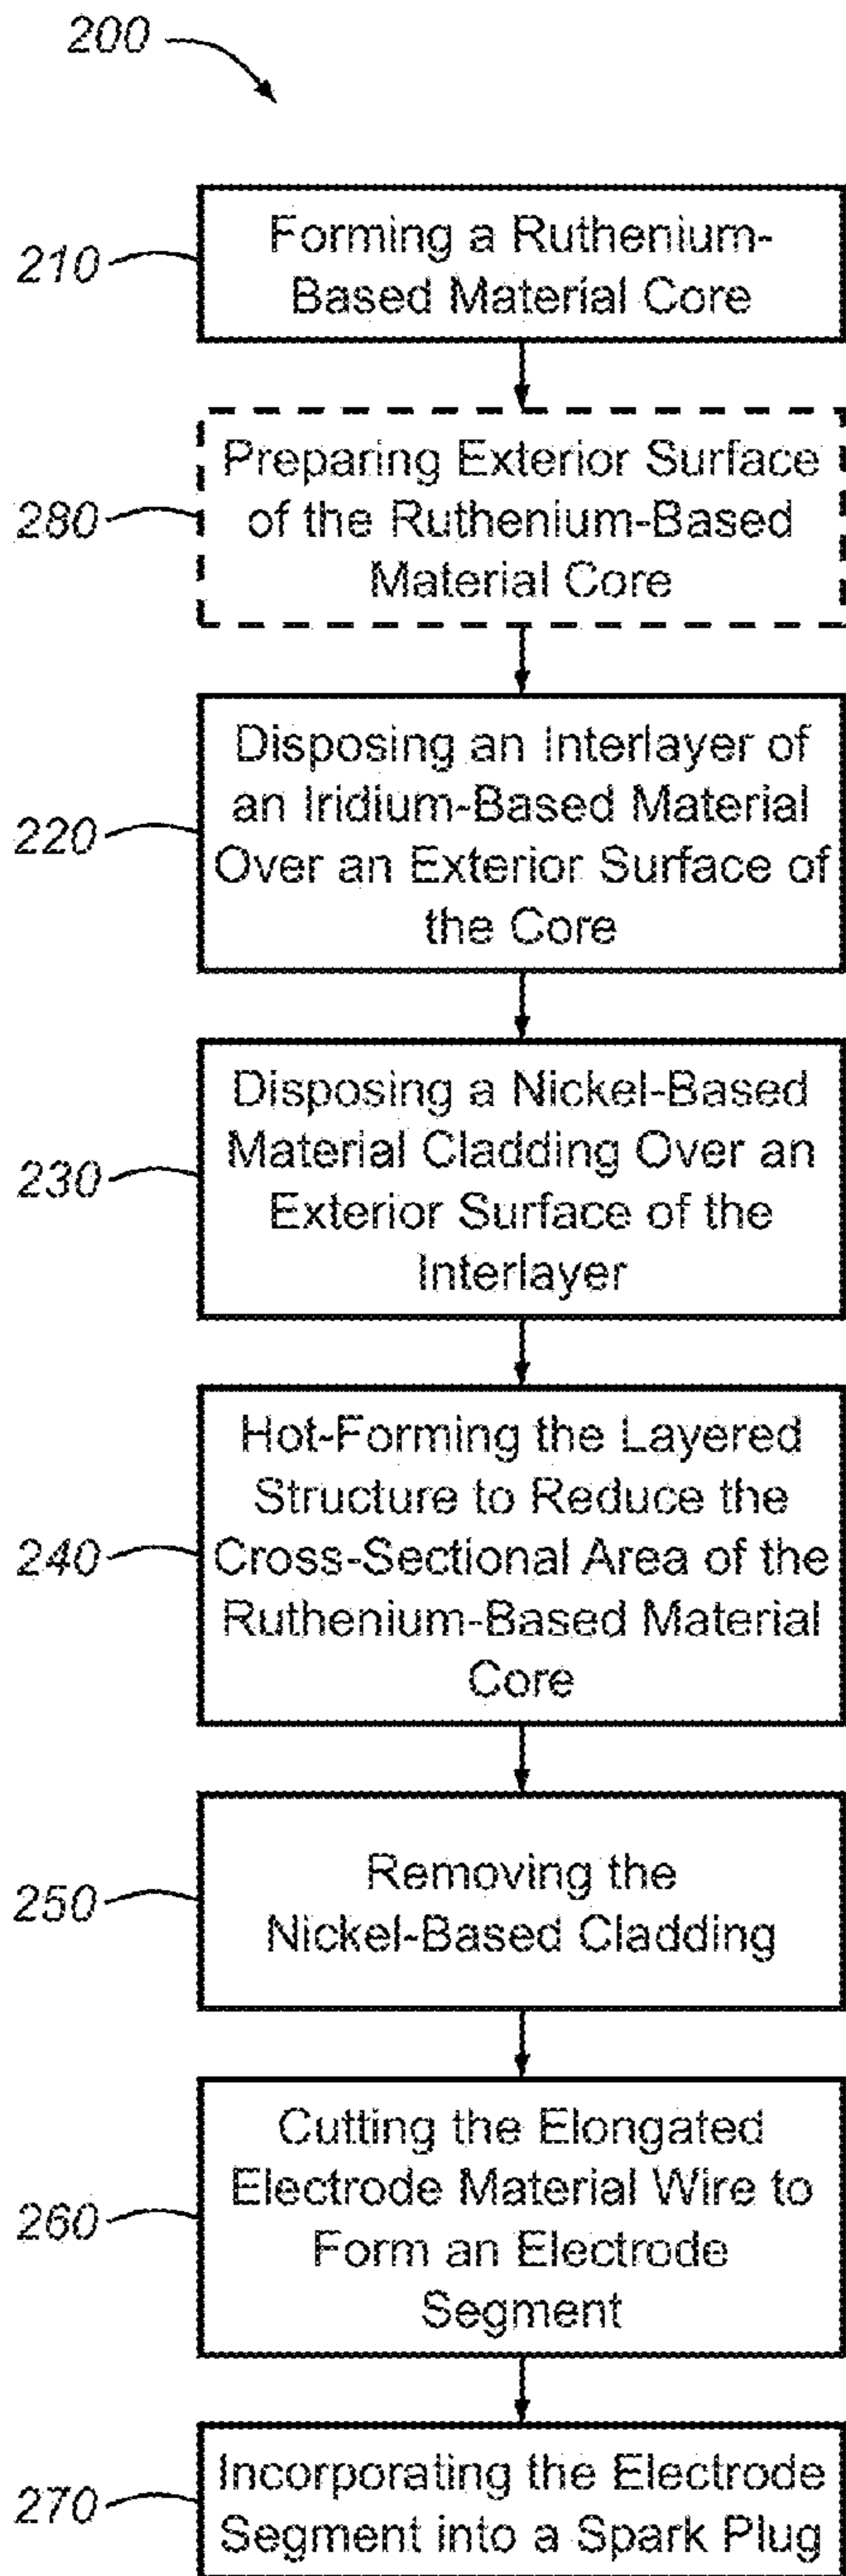 200
210
Forming a Ruthenium-
Based Material Core
280
Preparing Exterior Surface
of the Ruthenium-Based
Material Core
220
Disposing an Interlayer of
an Iridium-Based Material
Over an Exterior Surface of
the Core
230
Disposing a Nickel-Based
Material Cladding Over an
Exterior Surface of the
Interlayer
240
Hot-Forming the Layered
Structure to Reduce the
Cross-Sectional Area of the
Ruthenium-Based Material
Core
250
Removing the
Nickel-Based Cladding
260
Cutting the Elongated
Electrode Material Wire to
Form an Electrode
Segment
270
Incorporating the Electrode
Segment into a Spark Plug